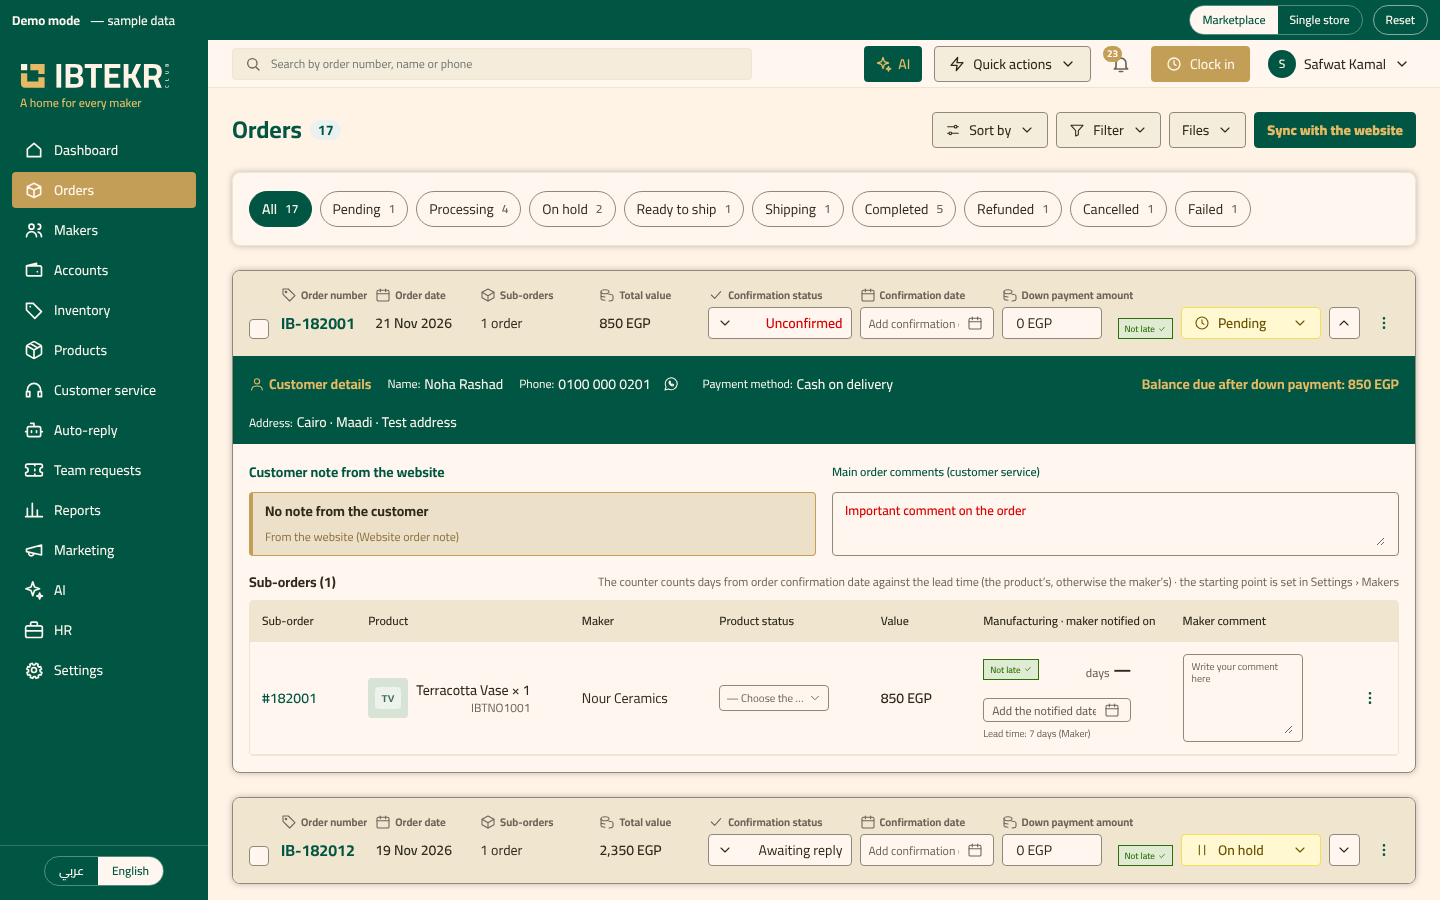 Demo mode — sample data
Marketplace
Single store
Reset
IBTEKR CLUB
A home for every maker
Search by order number, name or phone
AI
Quick actions
23
Clock in
S
Safwat Kamal
Dashboard
Orders
Makers
Accounts
Inventory
Products
Customer service
Auto-reply
Team requests
Reports
Marketing
AI
HR
Settings
عربي
English
Orders 17
Sort by
Filter
Files
Sync with the website
All 17
Pending 1
Processing 4
On hold 2
Ready to ship 1
Shipping 1
Completed 5
Refunded 1
Cancelled 1
Failed 1
Order number
Order date
Sub-orders
Total value
Confirmation status
Confirmation date
Down payment amount
IB-182001
21 Nov 2026
1 order
850 EGP
Unconfirmed
Add confirmation
0 EGP
Not late
Pending
Customer details
Name: Noha Rashad
Phone: 0100 000 0201
Payment method: Cash on delivery
Balance due after down payment: 850 EGP
Address: Cairo · Maadi · Test address
Customer note from the website
Main order comments (customer service)
No note from the customer
From the website (Website order note)
Important comment on the order
Sub-orders (1)
The counter counts days from order confirmation date against the lead time (the product's, otherwise the maker's) · the starting point is set in Settings › Makers
Sub-order
Product
Maker
Product status
Value
Manufacturing · maker notified on
Maker comment
#182001
TV
Terracotta Vase × 1
IBTNO1001
Nour Ceramics
— Choose the ...
850 EGP
Not late
days —
Add the notified date
Lead time: 7 days (Maker)
Write your comment
here
Order number
Order date
Sub-orders
Total value
Confirmation status
Confirmation date
Down payment amount
IB-182012
19 Nov 2026
1 order
2,350 EGP
Awaiting reply
Add confirmation
0 EGP
Not late
On hold